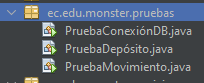 ec.edu.monster.pruebas
PruebaConexiónDB.java
PruebaDepósito.java
PruebaMovimiento.java